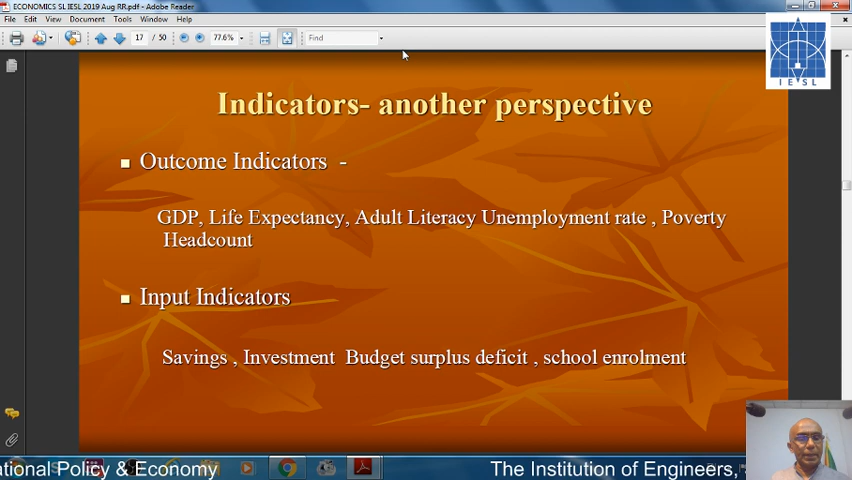 ECONOMICS SL IESL 2019 Aug RR.pdf - Adobe Reader
File Edit View Document Tools Window Help
17 / 50 77.6% Find
IESL
Indicators- another perspective
Outcome Indicators -
GDP, Life Expectancy, Adult Literacy Unemployment rate , Poverty
Headcount
Input Indicators
Savings , Investment Budget surplus deficit , school enrolment
ational Policy & Economy The Institution of Engineers,